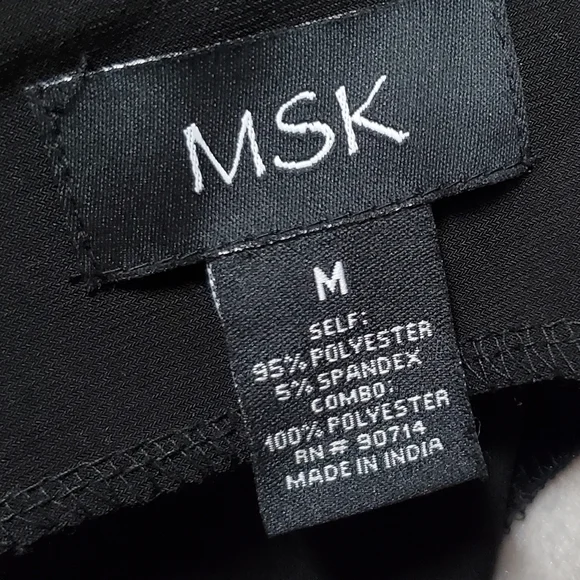 MSK
M
SELF:
95% POLYESTER
5% SPANDEX
COMBO:
100% POLYESTER
RN# 90714
MADE IN INDIA